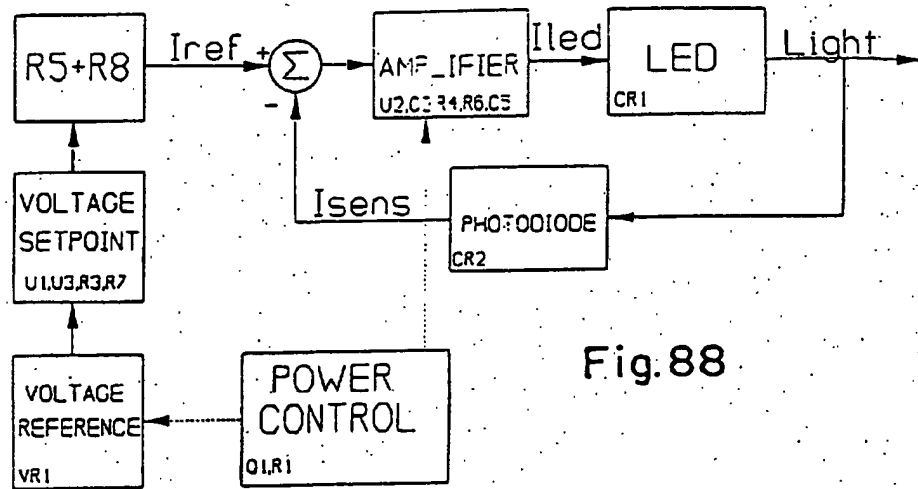 R5+R8
Iref
+
Σ
-
AMPLIFIER
U2,C3,R4,R6,C5
Iled
LED
CR1
Light
VOLTAGE
SETPOINT
U1,U3,R3,R7
Isens
PHOTODIODE
CR2
VOLTAGE
REFERENCE
VR1
POWER
CONTROL
Q1,R1
Fig. 88